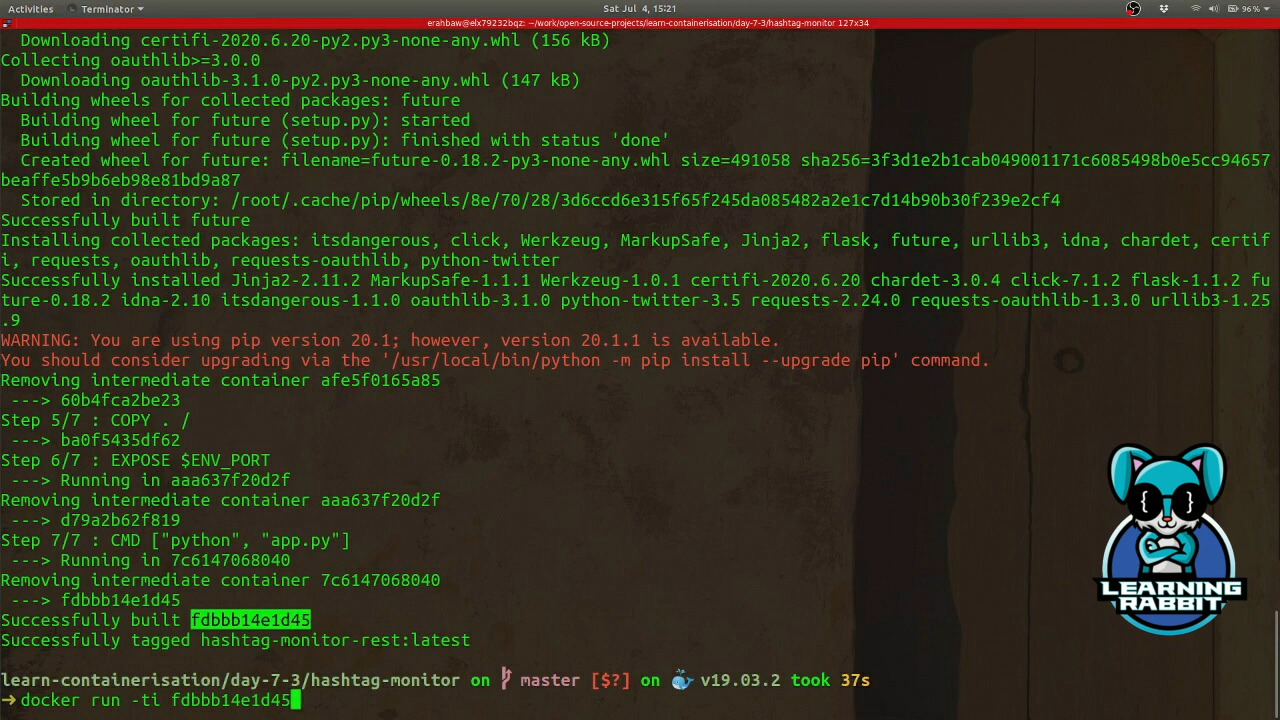 Activities Terminator Sat Jul 4, 15:21 96%
erahbaw@elx79232bqz: ~/work/open-source-projects/learn-containerisation/day-7-3/hashtag-monitor 127x34
Downloading certifi-2020.6.20-py2.py3-none-any.whl (156 kB)
Collecting oauthlib>=3.0.0
Downloading oauthlib-3.1.0-py2.py3-none-any.whl (147 kB)
Building wheels for collected packages: future
Building wheel for future (setup.py): started
Building wheel for future (setup.py): finished with status 'done'
Created wheel for future: filename=future-0.18.2-py3-none-any.whl size=491058 sha256=3f3d1e2b1cab049001171c6085498b0e5cc94657
beaffe5b9b6eb98e81bd9a87
Stored in directory: /root/.cache/pip/wheels/8e/70/28/3d6ccd6e315f65f245da085482a2e1c7d14b90b30f239e2cf4
Successfully built future
Installing collected packages: itsdangerous, click, Werkzeug, MarkupSafe, Jinja2, flask, future, urllib3, idna, chardet, certif
i, requests, oauthlib, requests-oauthlib, python-twitter
Successfully installed Jinja2-2.11.2 MarkupSafe-1.1.1 Werkzeug-1.0.1 certifi-2020.6.20 chardet-3.0.4 click-7.1.2 flask-1.1.2 fu
ture-0.18.2 idna-2.10 itsdangerous-1.1.0 oauthlib-3.1.0 python-twitter-3.5 requests-2.24.0 requests-oauthlib-1.3.0 urllib3-1.25
.9
WARNING: You are using pip version 20.1; however, version 20.1.1 is available.
You should consider upgrading via the '/usr/local/bin/python -m pip install --upgrade pip' command.
Removing intermediate container afe5f0165a85
---> 60b4fca2be23
Step 5/7 : COPY . /
---> ba0f5435df62
Step 6/7 : EXPOSE $ENV_PORT
---> Running in aaa637f20d2f
Removing intermediate container aaa637f20d2f
---> d79a2b62f819
Step 7/7 : CMD ["python", "app.py"]
---> Running in 7c6147068040
Removing intermediate container 7c6147068040
---> fdbbb14e1d45
Successfully built fdbbb14e1d45
Successfully tagged hashtag-monitor-rest:latest
learn-containerisation/day-7-3/hashtag-monitor on master [$?] on v19.03.2 took 37s
➜ docker run -ti fdbbb14e1d45
{ }
LEARNING
RABBIT